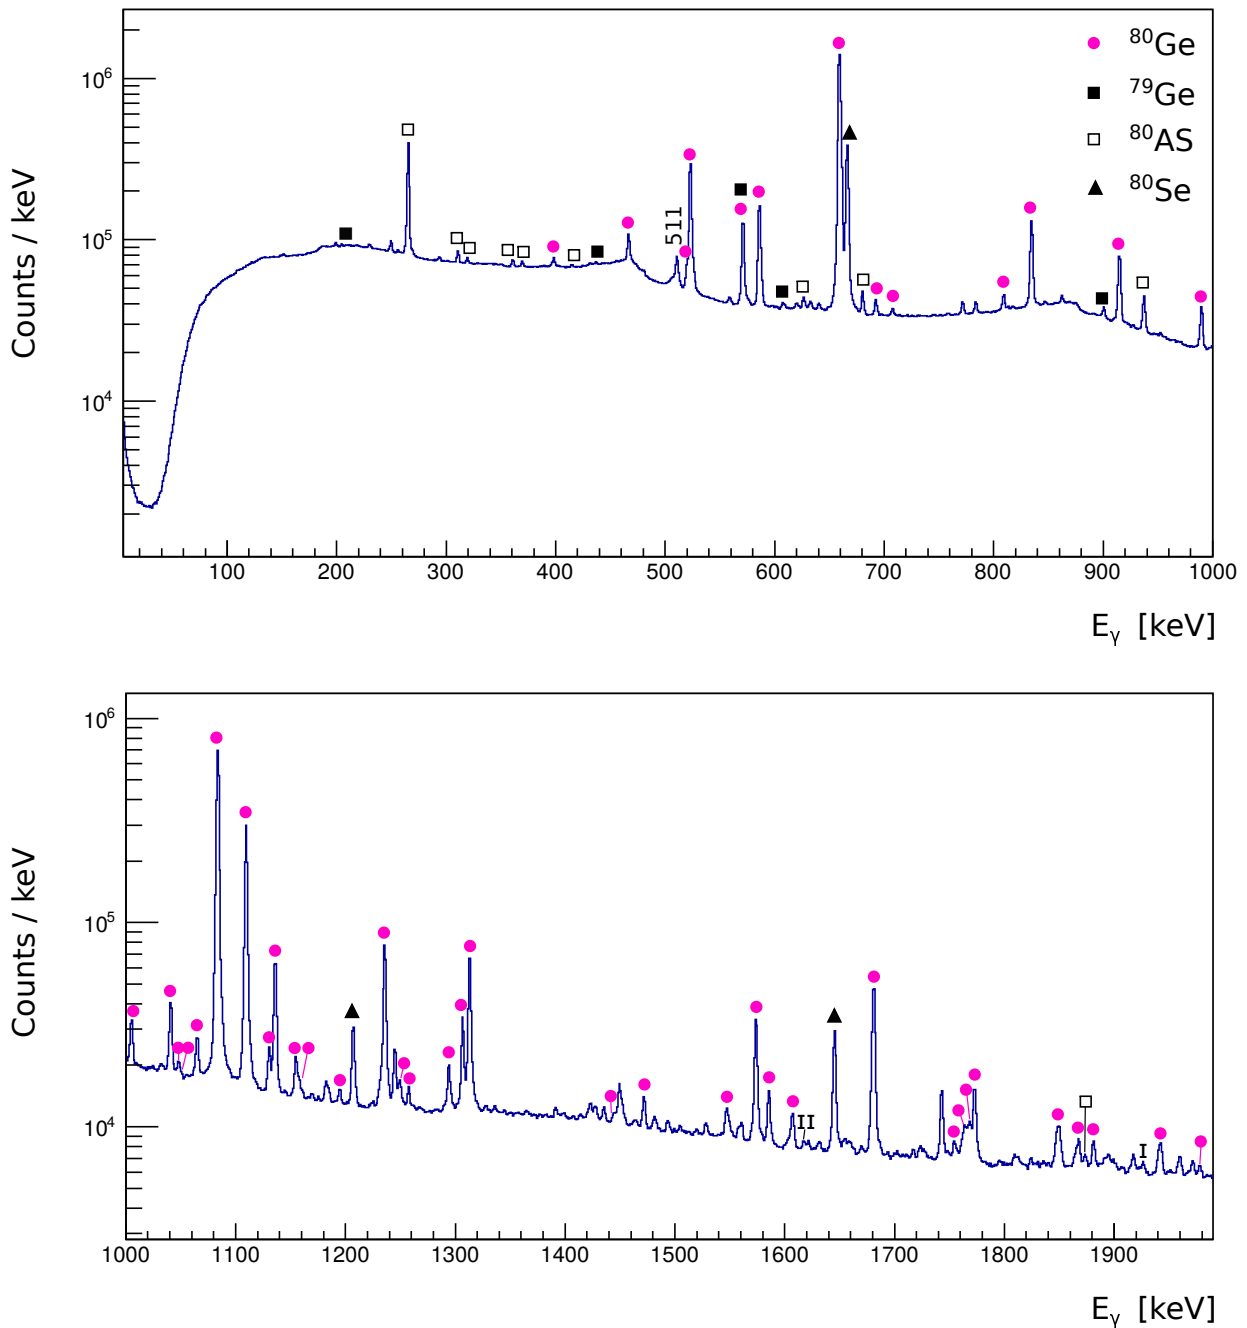 10⁶
10⁵
10⁴
Counts / keV
⁸⁰Ge
⁷⁹Ge
⁸⁰AS
⁸⁰Se
511
100 200 300 400 500 600 700 800 900 1000
Eγ [keV]
10⁶
10⁵
10⁴
Counts / keV
II
I
1000 1100 1200 1300 1400 1500 1600 1700 1800 1900
Eγ [keV]